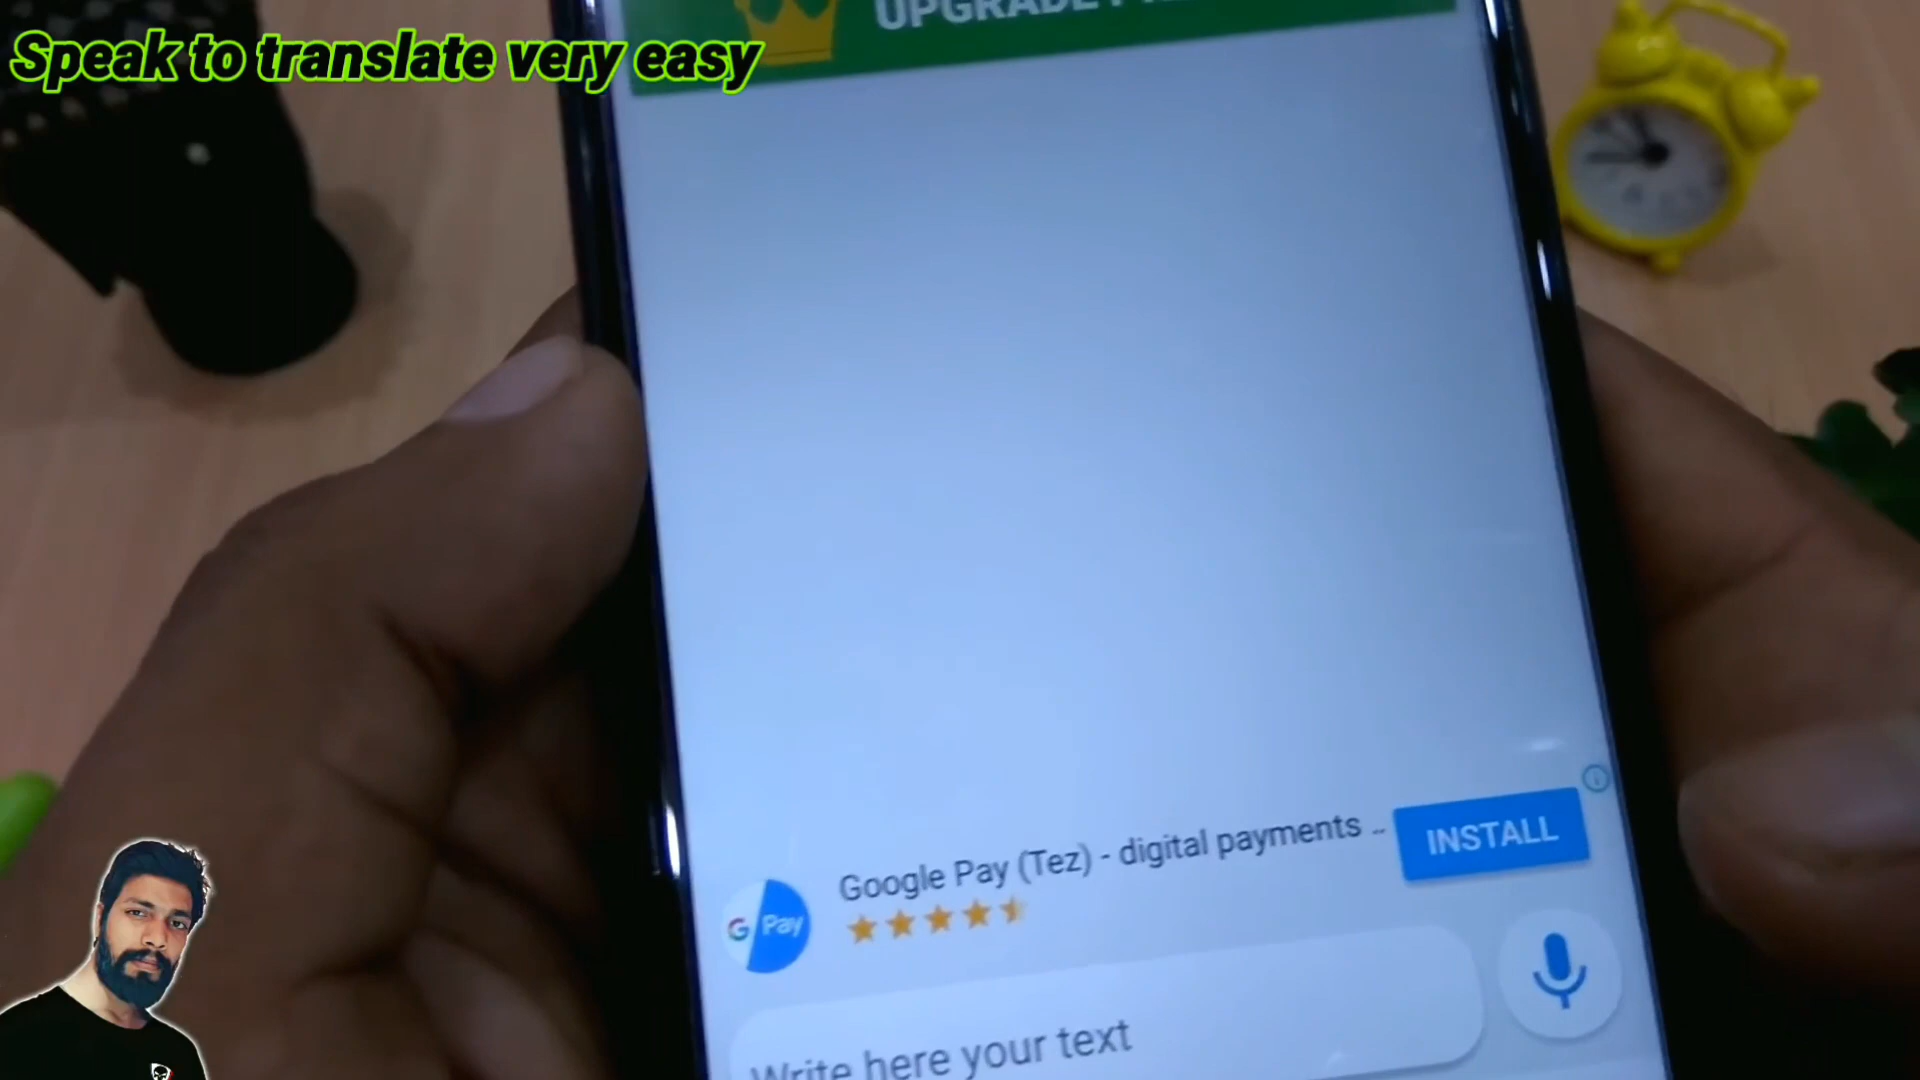 Speak to translate very easy
UPGRADE
Google Pay (Tez) - digital payments ..
INSTALL
G Pay
Write here your text